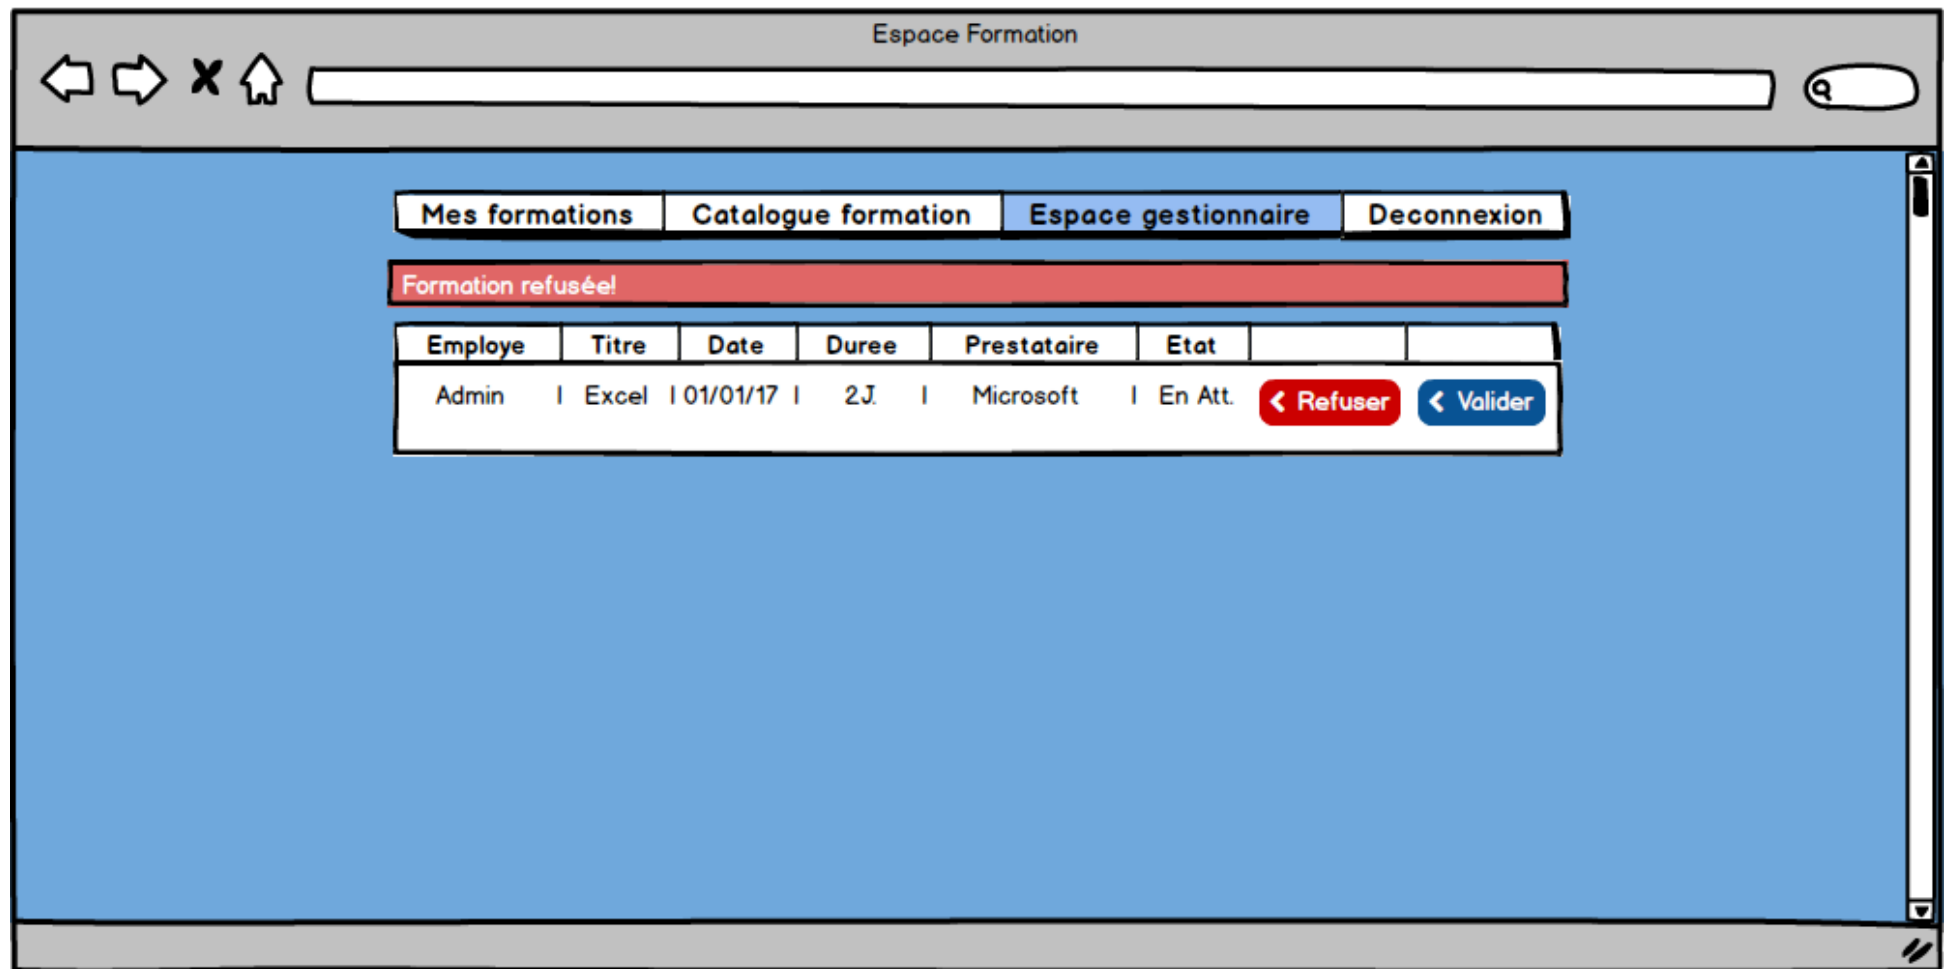 Espace Formation
Mes formations Catalogue formation Espace gestionnaire Deconnexion
Formation refusée!
Employe Titre Date Duree Prestataire Etat
Admin | Excel | 01/01/17 | 2J. | Microsoft | En Att. Refuser Valider